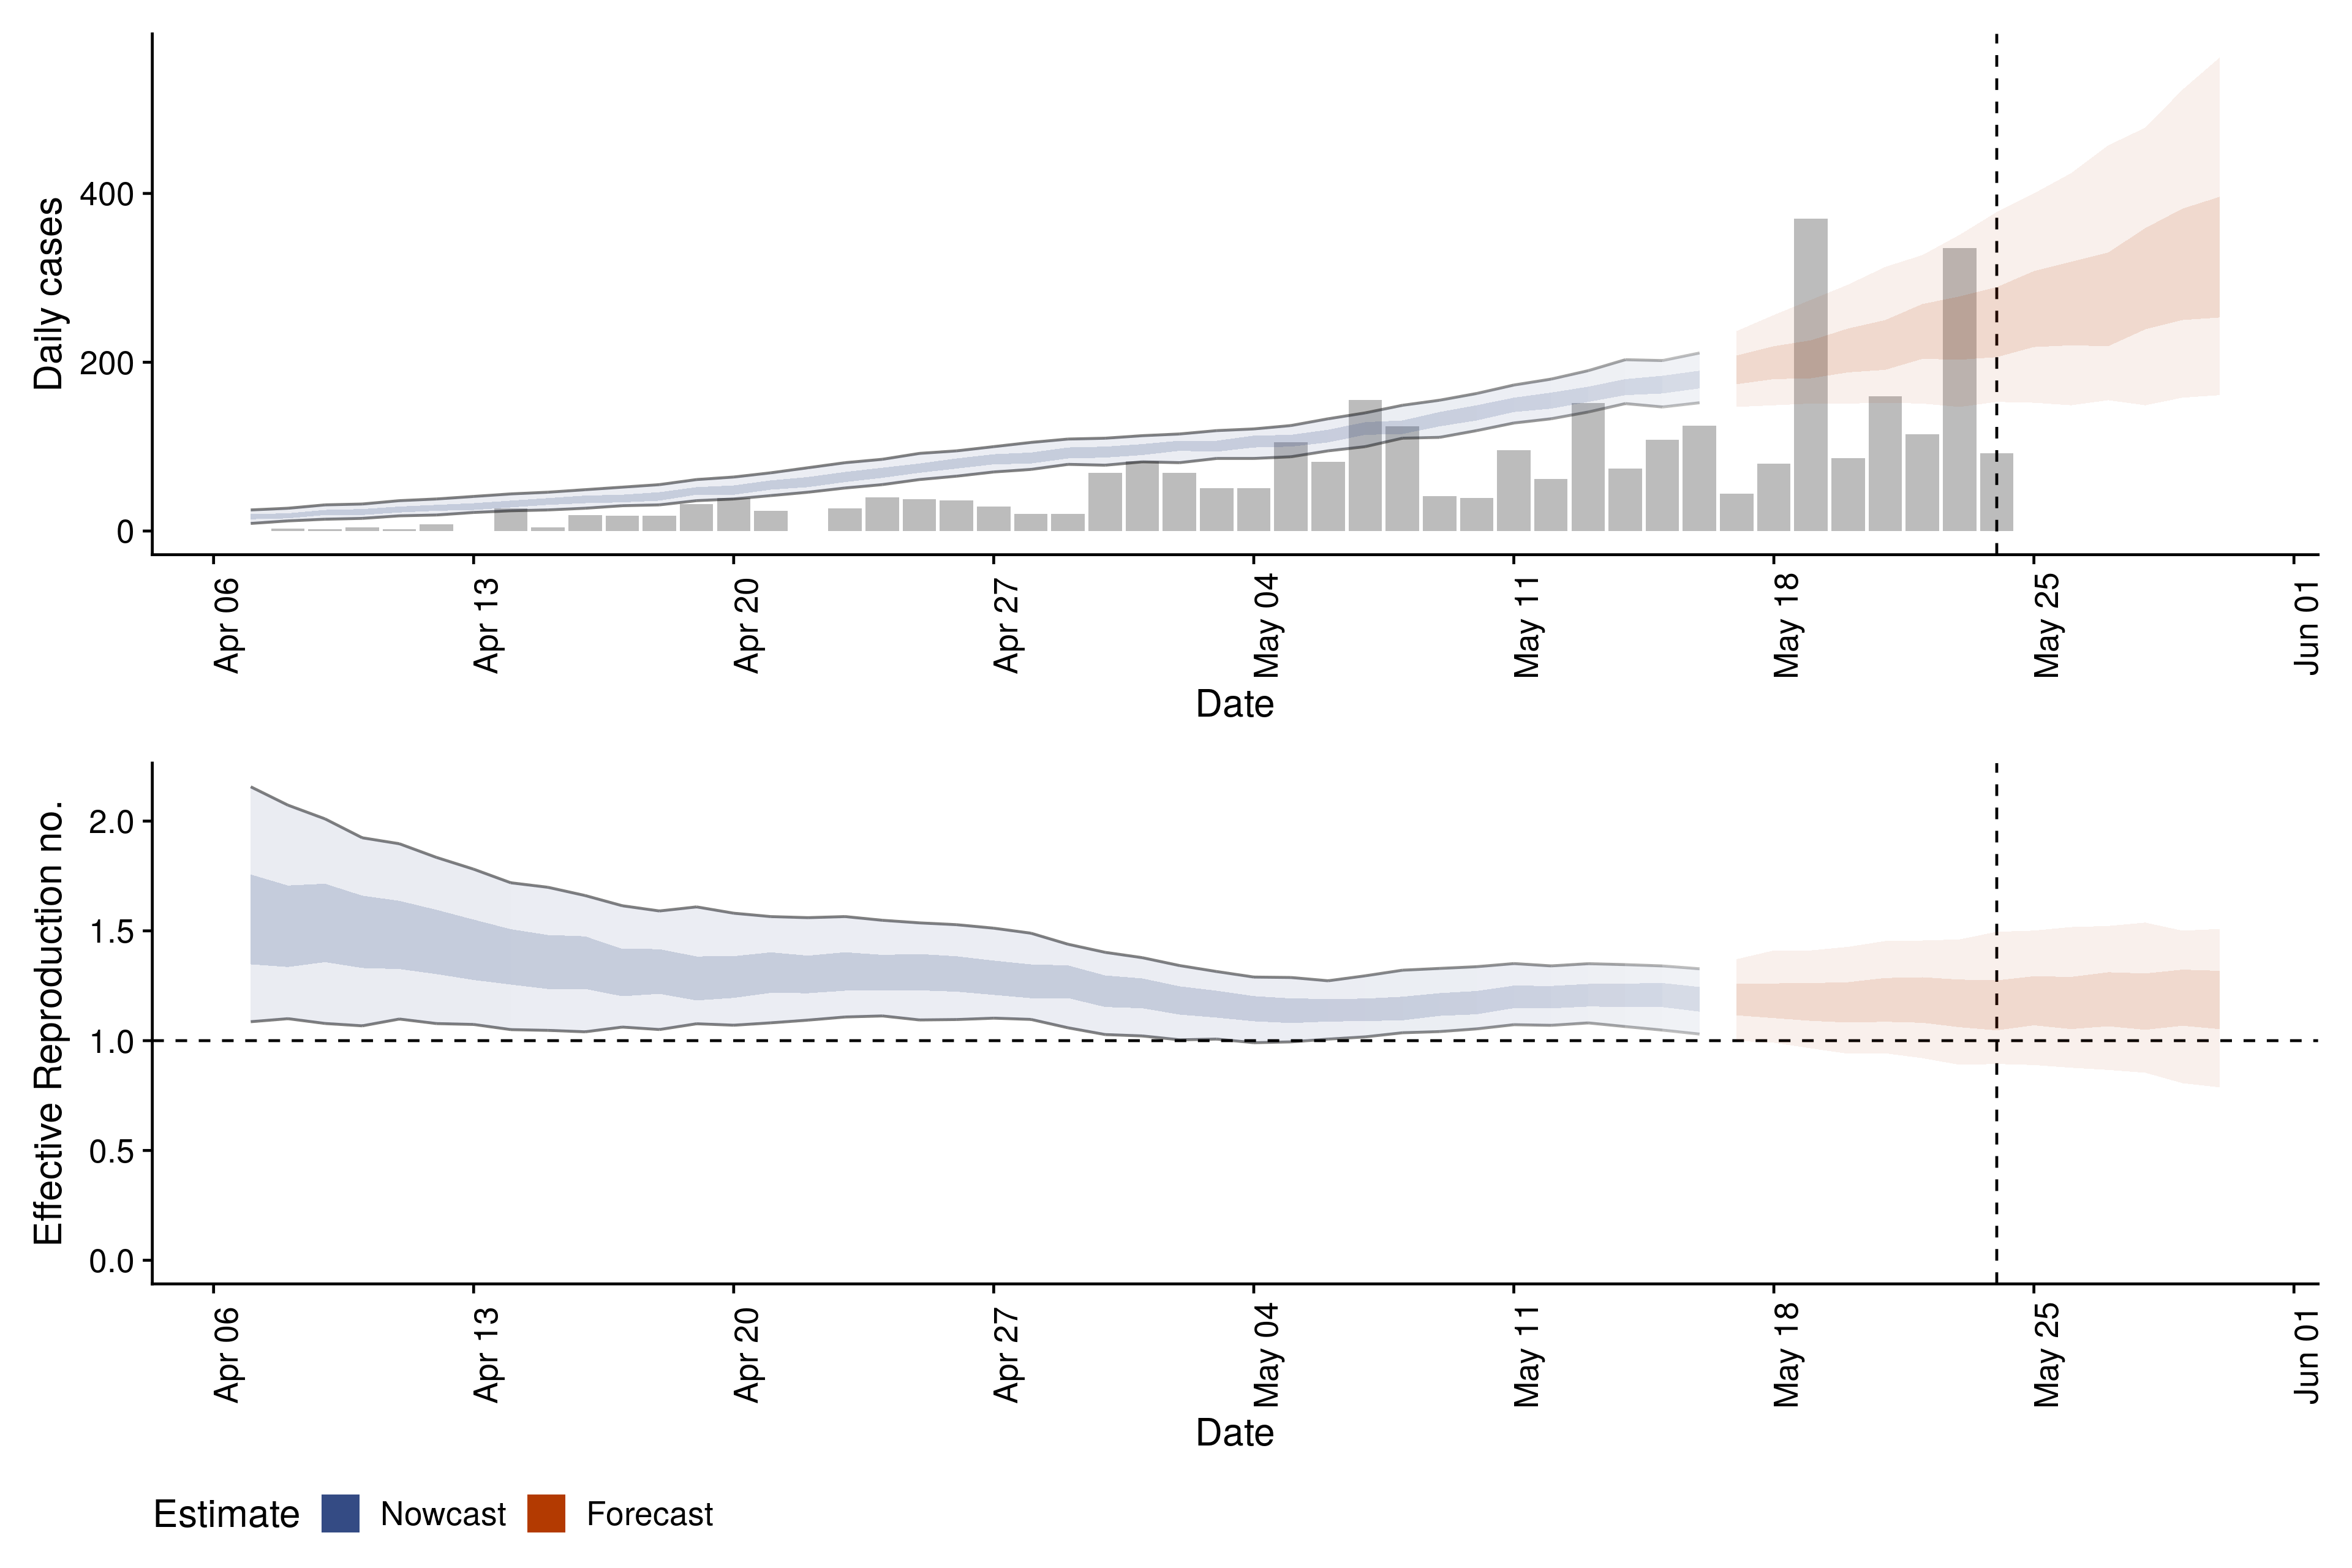 Daily cases
400
200
0
Apr 06
Apr 13
Apr 20
Apr 27
May 04
May 11
May 18
May 25
Jun 01
Date
Effective Reproduction no.
2.0
1.5
1.0
0.5
0.0
Apr 06
Apr 13
Apr 20
Apr 27
May 04
May 11
May 18
May 25
Jun 01
Date
Estimate Nowcast Forecast